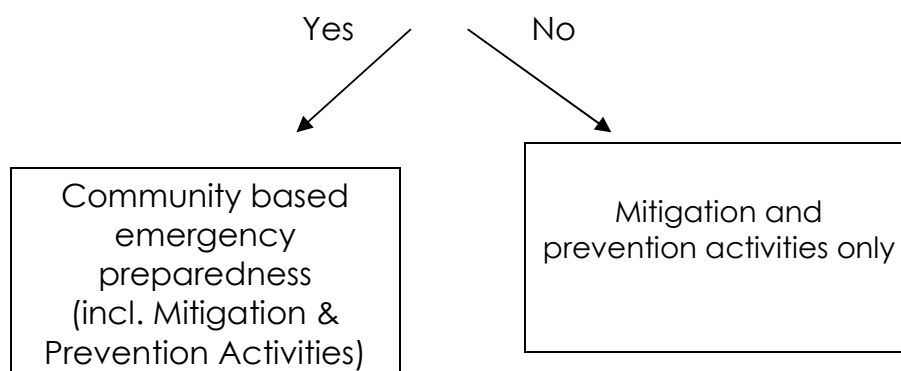 Yes
No
Community based
emergency
preparedness
(incl. Mitigation &
Prevention Activities)
Mitigation and
prevention activities only